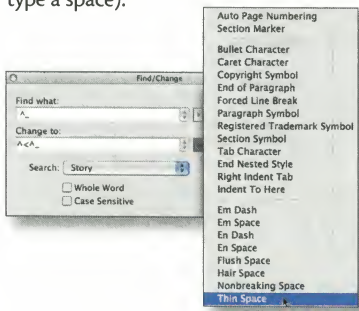 type a space).
Find/Change
Find what:
^_
Change to:
^<^_
Search: Story
Whole Word
Case Sensitive
Auto Page Numbering
Section Marker
Bullet Character
Caret Character
Copyright Symbol
End of Paragraph
Forced Line Break
Paragraph Symbol
Registered Trademark Symbol
Section Symbol
Tab Character
End Nested Style
Right Indent Tab
Indent To Here
Em Dash
Em Space
En Dash
En Space
Flush Space
Hair Space
Nonbreaking Space
Thin Space